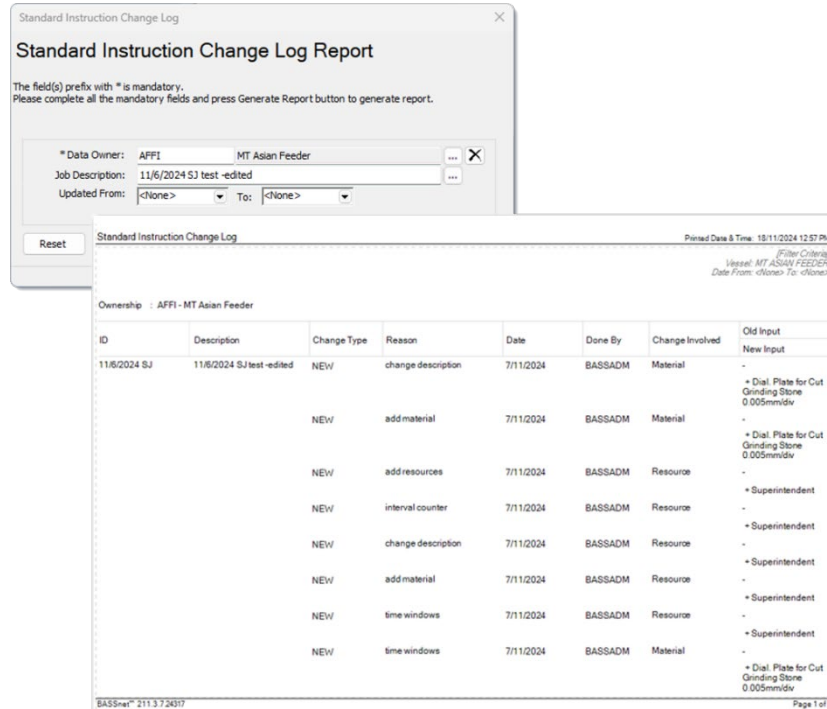 Standard Instruction Change Log
Standard Instruction Change Log Report
The field(s) prefix with * is mandatory.
Please complete all the mandatory fields and press Generate Report button to generate report.
* Data Owner: AFFI MT Asian Feeder ...
Job Description: 11/6/2024 SJ test -edited ...
Updated From: <None> To: <None>
Reset
Standard Instruction Change Log Printed Date & Time: 18/11/2024 12:57 PM
[Filter Criteria]
Vessel: MT ASIAN FEEDER
Date From: <None> To: <None>
Ownership : AFFI - MT Asian Feeder
ID Description Change Type Reason Date Done By Change Involved Old Input
New Input
11/6/2024 SJ 11/6/2024 SJ test -edited NEW change description 7/11/2024 BASSADM Material -
+ Dial. Plate for Cut
Grinding Stone
0.005mm/div
NEW add material 7/11/2024 BASSADM Material -
+ Dial. Plate for Cut
Grinding Stone
0.005mm/div
NEW add resources 7/11/2024 BASSADM Resource -
+ Superintendent
NEW interval counter 7/11/2024 BASSADM Resource -
+ Superintendent
NEW change description 7/11/2024 BASSADM Resource -
+ Superintendent
NEW add material 7/11/2024 BASSADM Resource -
+ Superintendent
NEW time windows 7/11/2024 BASSADM Resource -
+ Superintendent
NEW time windows 7/11/2024 BASSADM Material -
+ Dial. Plate for Cut
Grinding Stone
0.005mm/div
BASSnet™ 211.3.7.24317 Page 1 of